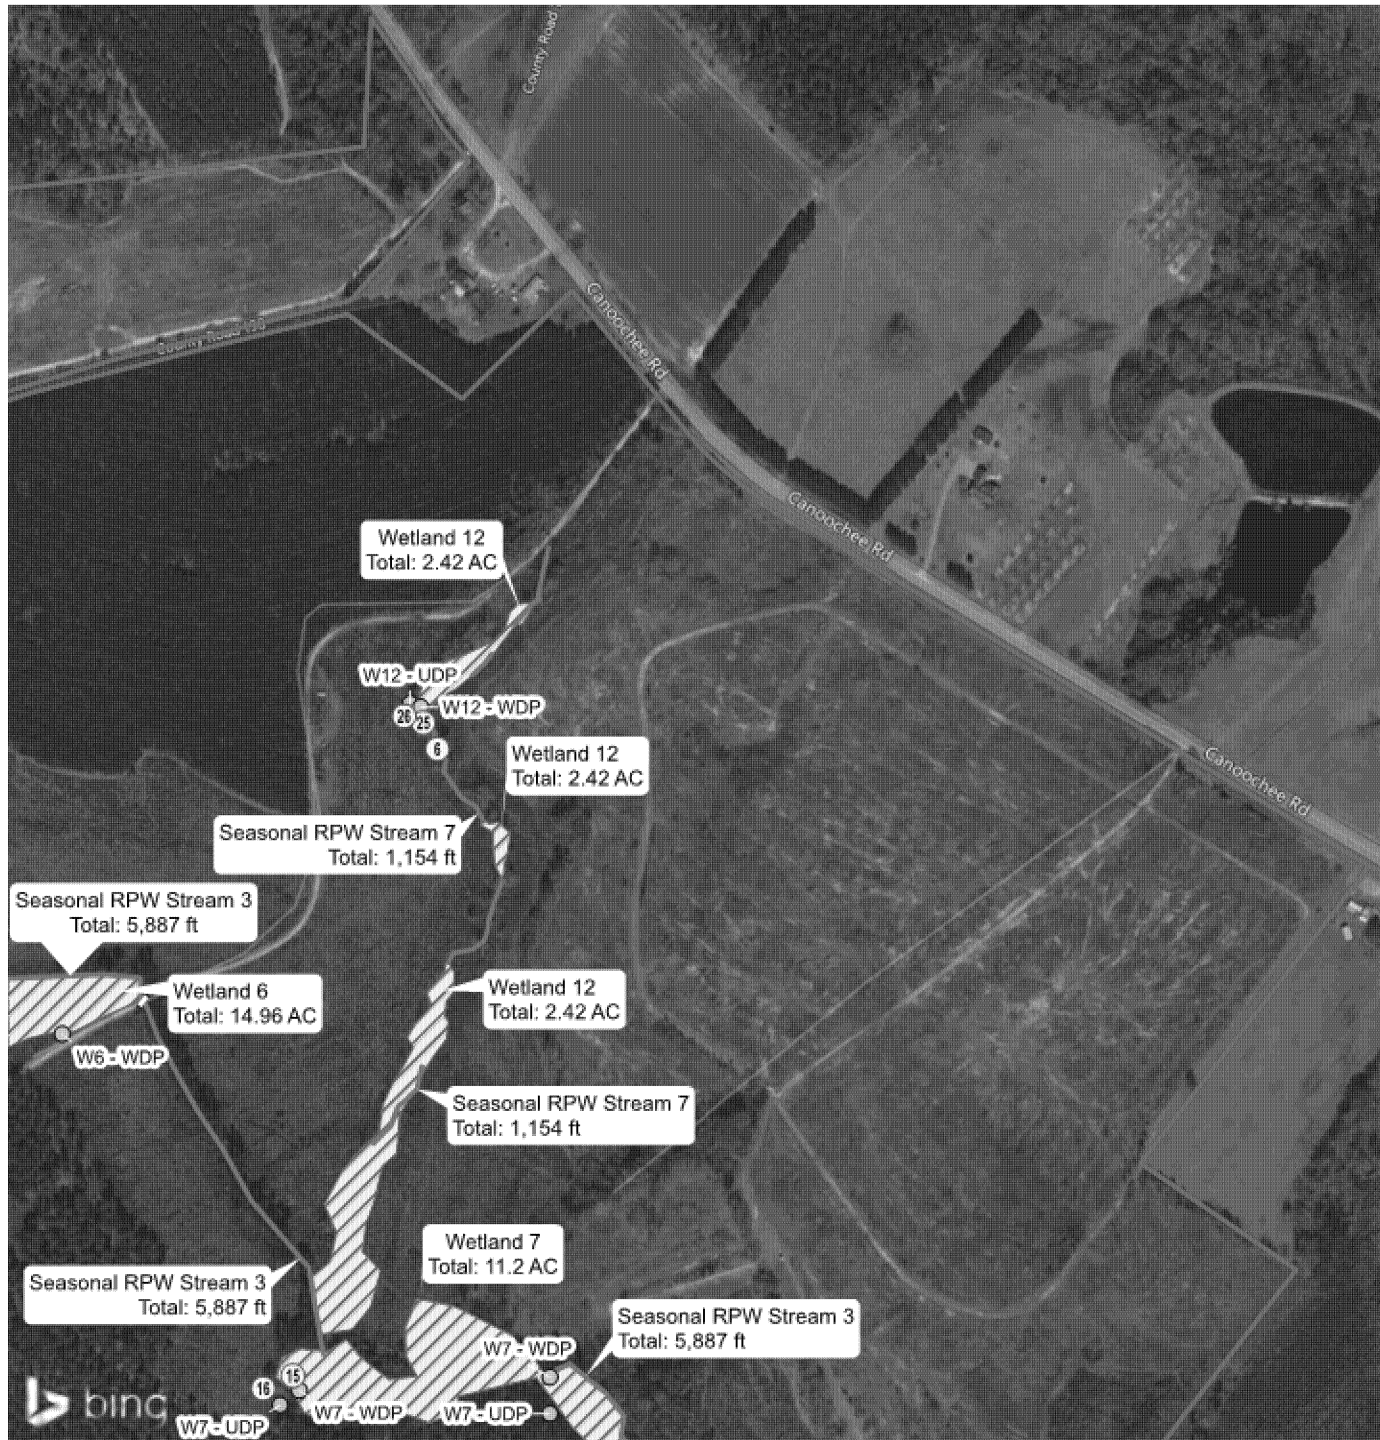 County Road
Canoochee Rd
County Road 190
Canoochee Rd
Wetland 12
Total: 2.42 AC
W12 - UDP
W12 - WDP
26
25
6
Wetland 12
Total: 2.42 AC
Canoochee Rd
Seasonal RPW Stream 7
Total: 1,154 ft
Seasonal RPW Stream 3
Total: 5,887 ft
Wetland 6
Total: 14.96 AC
Wetland 12
Total: 2.42 AC
W6 - WDP
Seasonal RPW Stream 7
Total: 1,154 ft
Wetland 7
Total: 11.2 AC
Seasonal RPW Stream 3
Total: 5,887 ft
Seasonal RPW Stream 3
Total: 5,887 ft
W7 - WDP
15
16
bing
W7 - UDP
W7 - WDP
W7 - UDP